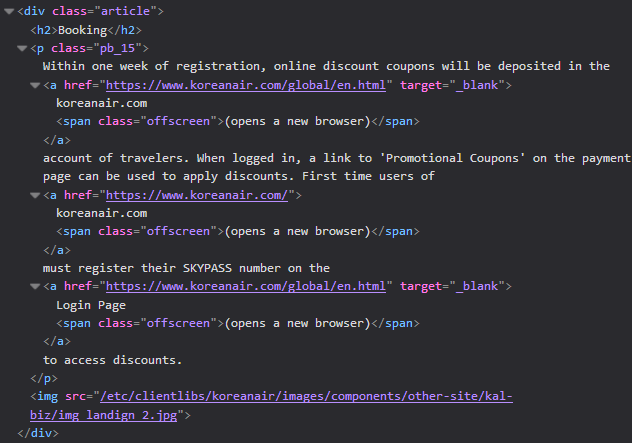 <div class="article">
<h2>Booking</h2>
<p class="pb_15">
Within one week of registration, online discount coupons will be deposited in the
<a href="https://www.koreanair.com/global/en.html" target="_blank">
koreanair.com
<span class="offscreen">(opens a new browser)</span>
</a>
account of travelers. When logged in, a link to 'Promotional Coupons' on the payment
page can be used to apply discounts. First time users of
<a href="https://www.koreanair.com/">
koreanair.com
<span class="offscreen">(opens a new browser)</span>
</a>
must register their SKYPASS number on the
<a href="https://www.koreanair.com/global/en.html" target="_blank">
Login Page
<span class="offscreen">(opens a new browser)</span>
</a>
to access discounts.
</p>
<img src="/etc/clientlibs/koreanair/images/components/other-site/kal-
biz/img_landign_2.jpg">
</div>